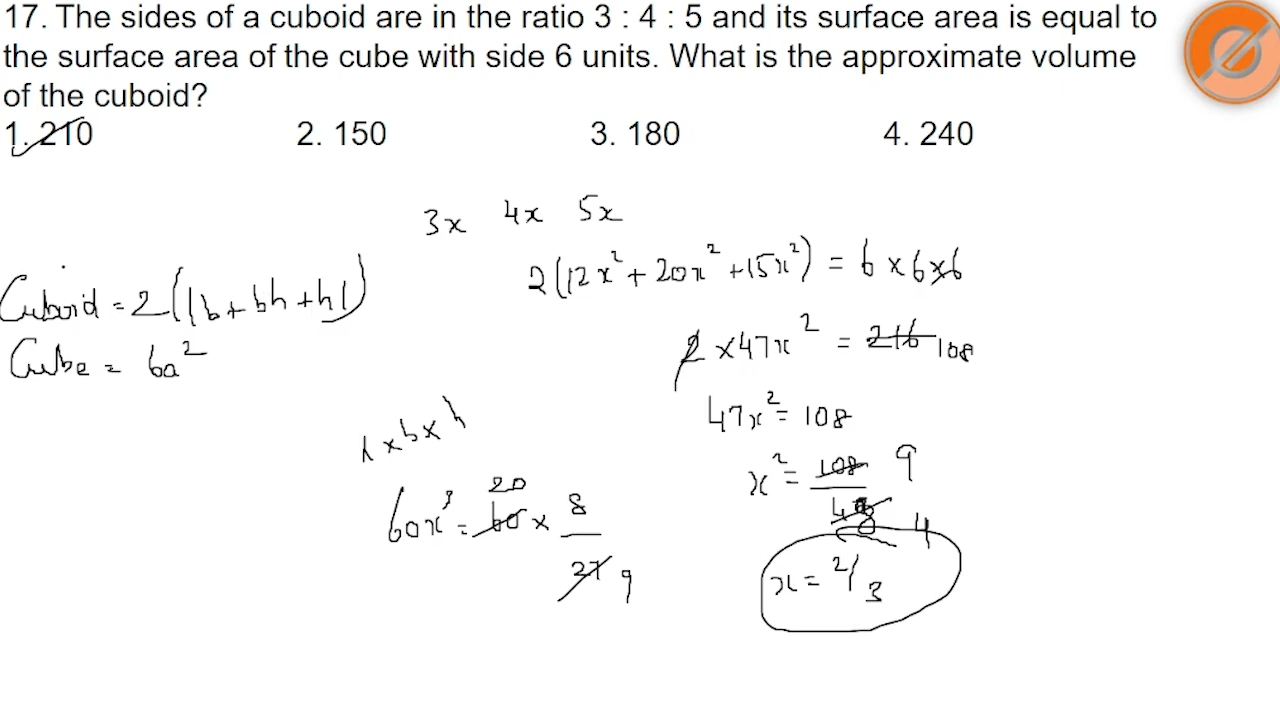 17. The sides of a cuboid are in the ratio 3 : 4 : 5 and its surface area is equal to
the surface area of the cube with side 6 units. What is the approximate volume
of the cuboid?
1. 210 2. 150 3. 180 4. 240
3x 4x 5x
2(12x² + 20x² + 15x²) = 6 × 6 × 6
Cuboid = 2(lb + bh + hl)
2 × 47x² = 216 108
Cube = 6a²
47x² = 108
l × b × h
x² = 108 9
48 4
20
60x³ = 60 × 8
27 9
x = 2/3